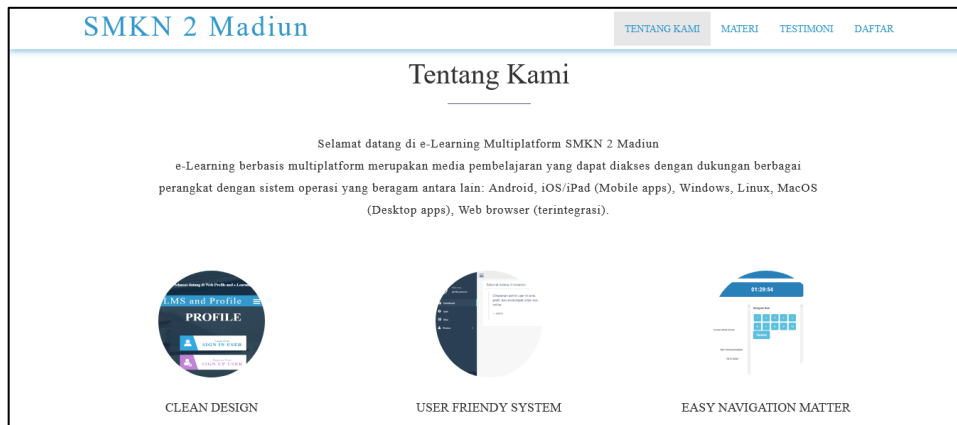 SMKN 2 Madiun
TENTANG KAMI MATERI TESTIMONI DAFTAR
Tentang Kami
Selamat datang di e-Learning Multiplatform SMKN 2 Madiun
e-Learning berbasis multiplatform merupakan media pembelajaran yang dapat diakses dengan dukungan berbagai
perangkat dengan sistem operasi yang beragam antara lain: Android, iOS/iPad (Mobile apps), Windows, Linux, MacOS
(Desktop apps), Web browser (terintegrasi).
LMS and Profile
PROFILE
SIGN IN USER
SIGN UP USER
01:29:54
CLEAN DESIGN
USER FRIENDY SYSTEM
EASY NAVIGATION MATTER